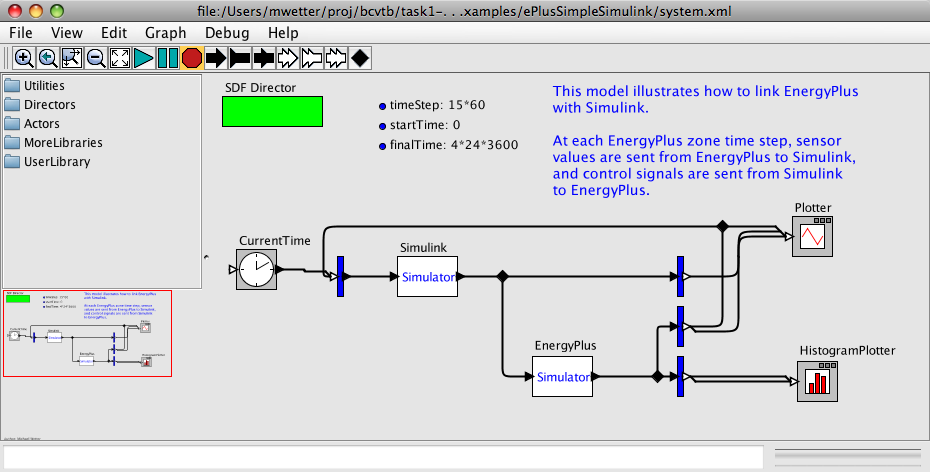 file:/Users/mwetter/proj/bcvtb/task1-. . .xamples/ePlusSimpleSimulink/system.xml
File View Edit Graph Debug Help
Utilities
Directors
Actors
MoreLibraries
UserLibrary
SDF Director
timeStep: 15*60
startTime: 0
finalTime: 4*24*3600
This model illustrates how to link EnergyPlus
with Simulink.
At each EnergyPlus zone time step, sensor
values are sent from EnergyPlus to Simulink,
and control signals are sent from Simulink
to EnergyPlus.
Plotter
CurrentTime
Simulink
Simulator
EnergyPlus
Simulator
HistogramPlotter